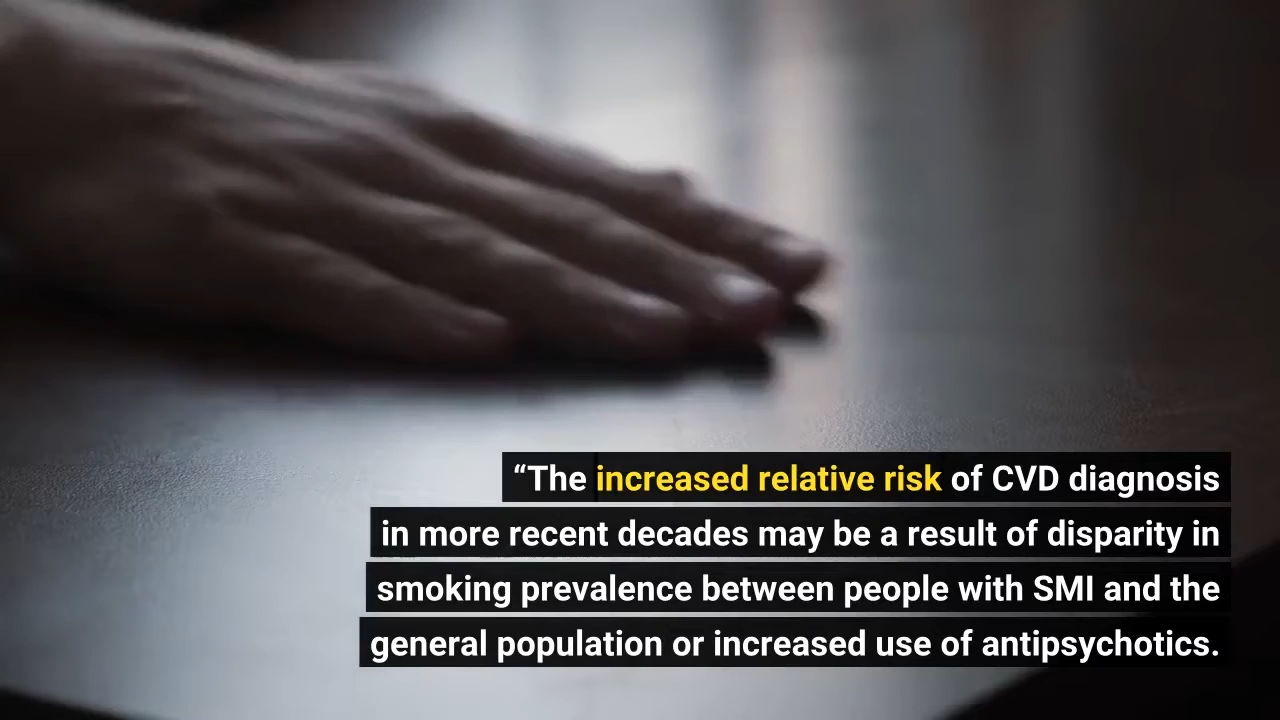 “The increased relative risk of CVD diagnosis
in more recent decades may be a result of disparity in
smoking prevalence between people with SMI and the
general population or increased use of antipsychotics.